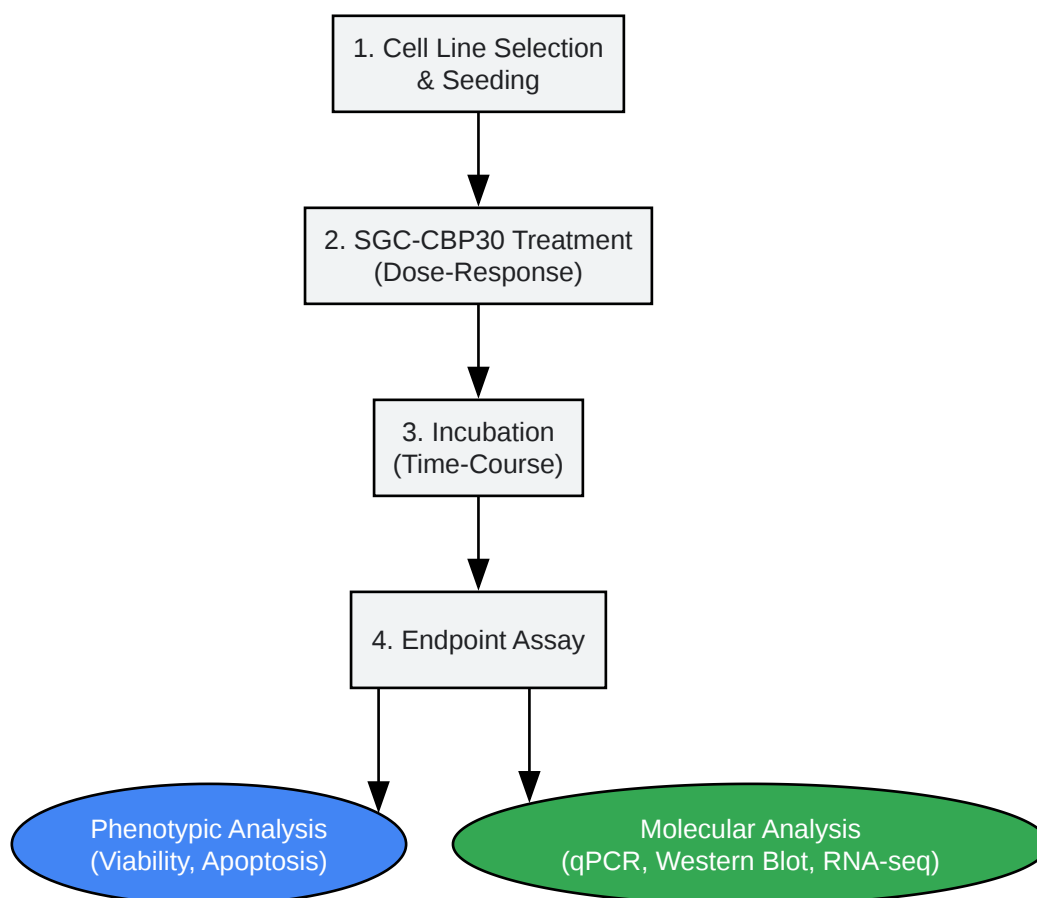 1. Cell Line Selection
& Seeding
2. SGC-CBP30 Treatment
(Dose-Response)
3. Incubation
(Time-Course)
4. Endpoint Assay
Phenotypic Analysis
(Viability, Apoptosis)
Molecular Analysis
(qPCR, Western Blot, RNA-seq)